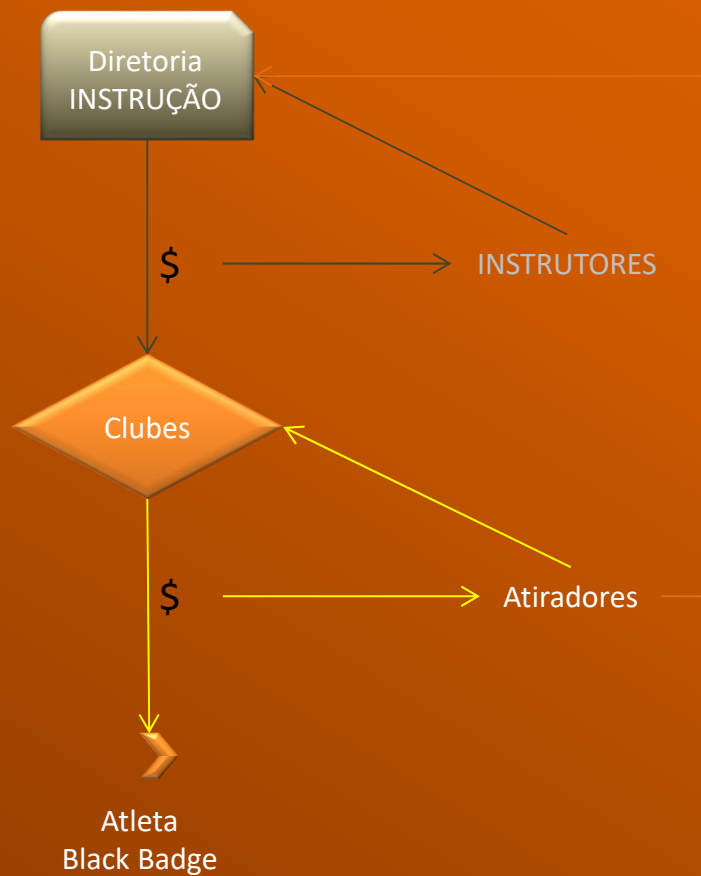 Diretoria
INSTRUÇÃO
$
INSTRUTORES
Clubes
$
Atiradores
Atleta
Black Badge